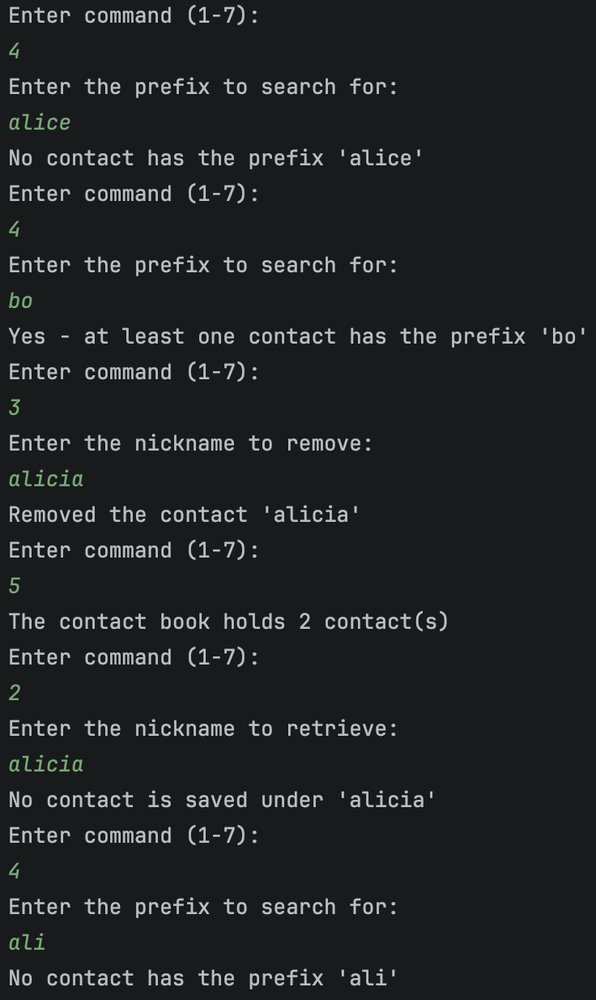 Enter command (1-7):
4
Enter the prefix to search for:
alice
No contact has the prefix 'alice'
Enter command (1-7):
4
Enter the prefix to search for:
bo
Yes - at least one contact has the prefix 'bo'
Enter command (1-7):
3
Enter the nickname to remove:
alicia
Removed the contact 'alicia'
Enter command (1-7):
5
The contact book holds 2 contact(s)
Enter command (1-7):
2
Enter the nickname to retrieve:
alicia
No contact is saved under 'alicia'
Enter command (1-7):
4
Enter the prefix to search for:
ali
No contact has the prefix 'ali'